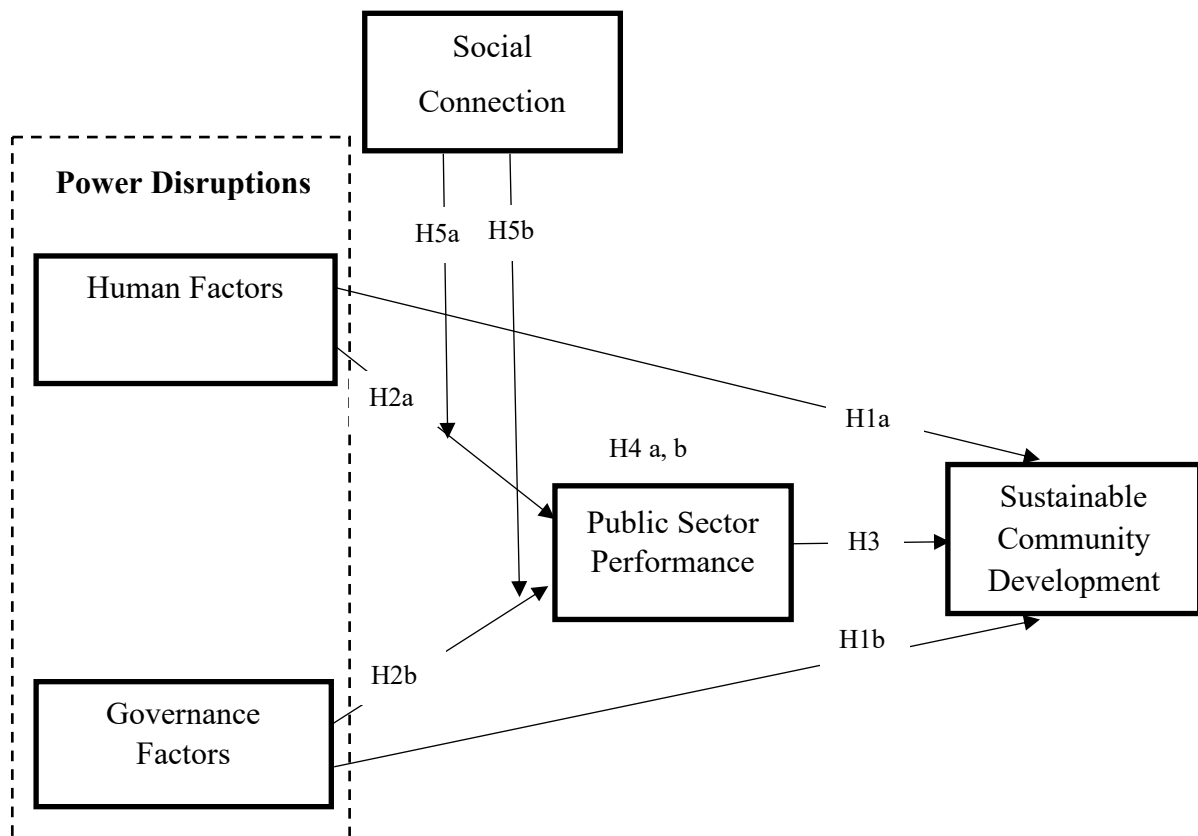 Social
Connection
Power Disruptions
H5a
H5b
Human Factors
H2a
H1a
H4 a, b
Public Sector
Performance
H3
Sustainable
Community
Development
H1b
H2b
Governance
Factors